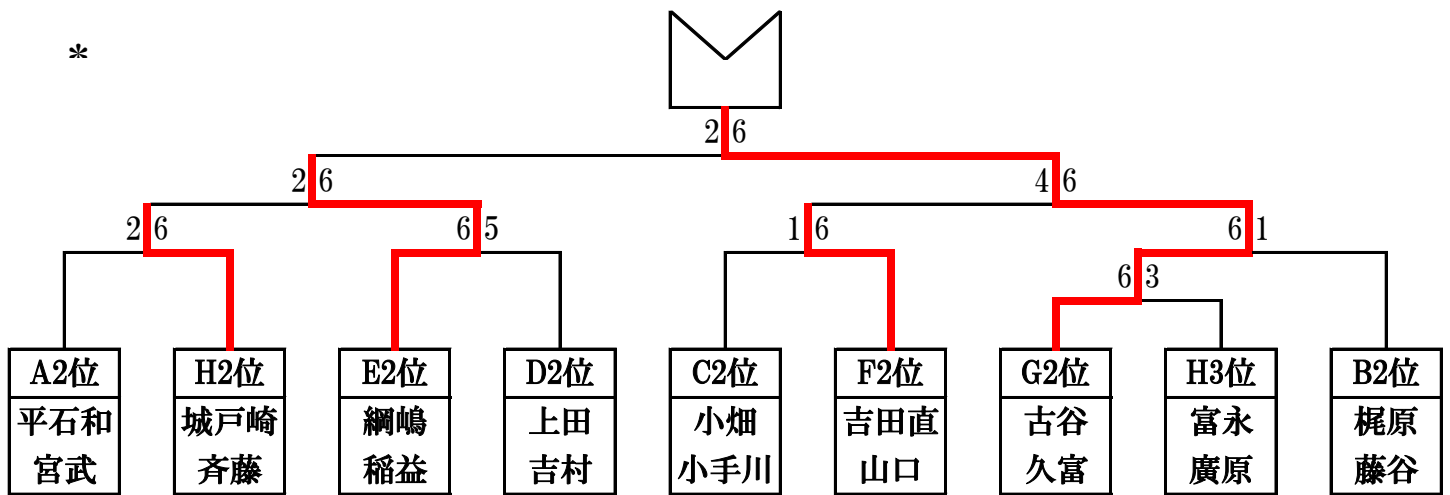 *
2 6
2 6 4 6
2 6 6 5 1 6 6 1
6 3
A2位 H2位 E2位 D2位 C2位 F2位 G2位 H3位 B2位
平石和 城戸崎 綱嶋 上田 小畑 吉田直 古谷 富永 梶原
宮武 斉藤 稲益 吉村 小手川 山口 久富 廣原 藤谷